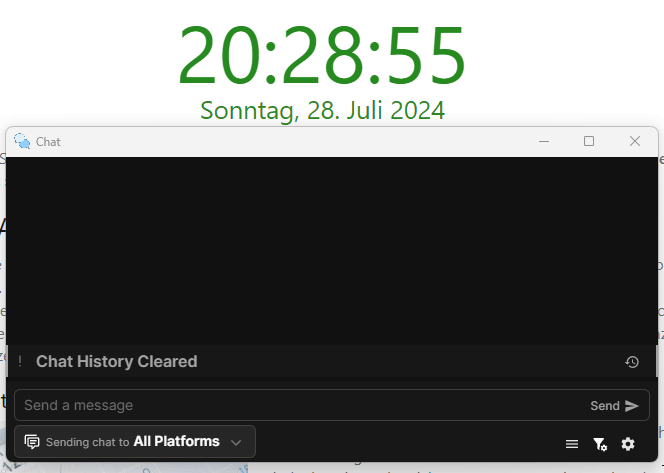 20:28:55
Sonntag, 28. Juli 2024
Chat
! Chat History Cleared
Send a message
Send
Sending chat to All Platforms